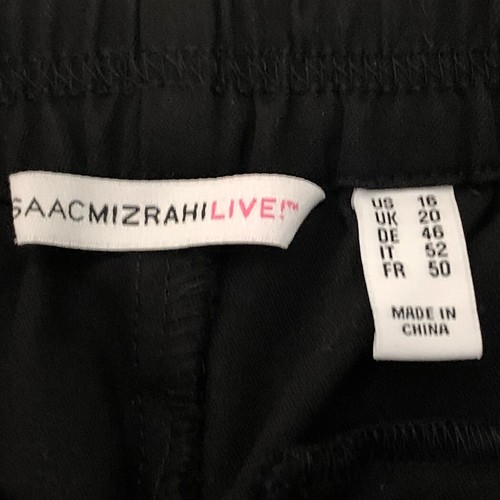 SAACMIZRAHILIVE!™
US 16
UK 20
DE 46
IT 52
FR 50
MADE IN
CHINA